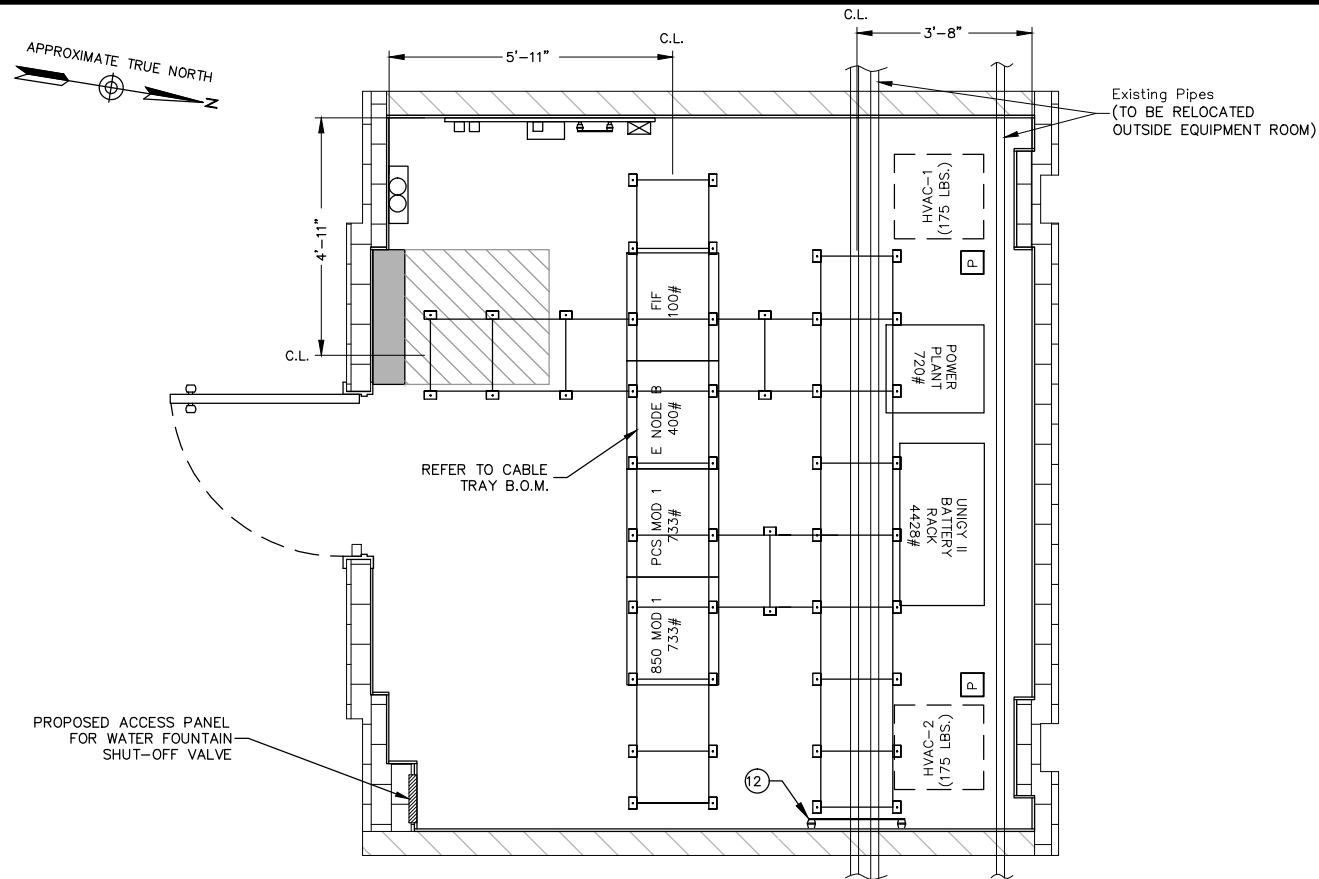 C.L.
3'-8"
C.L.
5'-11"
APPROXIMATE TRUE NORTH
N
Existing Pipes
(TO BE RELOCATED
OUTSIDE EQUIPMENT ROOM)
4'-11"
C.L.
HVAC-1
(175 LBS.)
P
FIF
100#
POWER
PLANT
720#
E NODE B
400#
REFER TO CABLE
TRAY B.O.M.
PCS MOD 1
733#
UNIGY II
BATTERY
RACK
4428#
850 MOD 1
733#
P
HVAC-2
(175 LBS.)
PROPOSED ACCESS PANEL
FOR WATER FOUNTAIN
SHUT-OFF VALVE
12